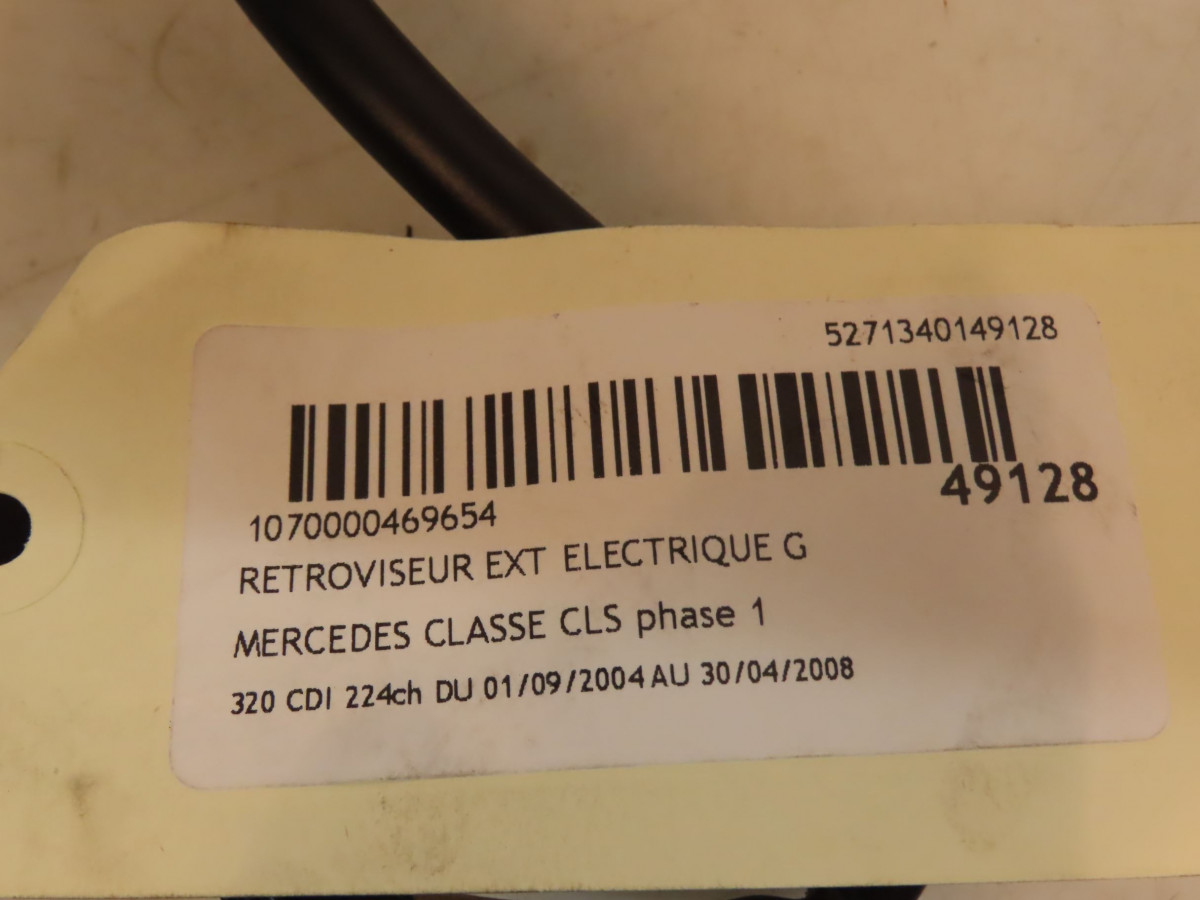 5271340149128
49128
1070000469654
RETROVISEUR EXT ELECTRIQUE G
MERCEDES CLASSE CLS phase 1
320 CDI 224ch DU 01/09/2004 AU 30/04/2008